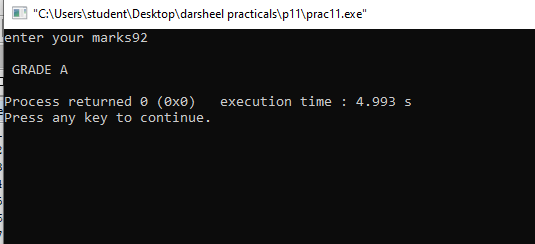 "C:\Users\student\Desktop\darsheel practicals\p11\prac11.exe"
enter your marks92
GRADE A
Process returned 0 (0x0)   execution time : 4.993 s
Press any key to continue.